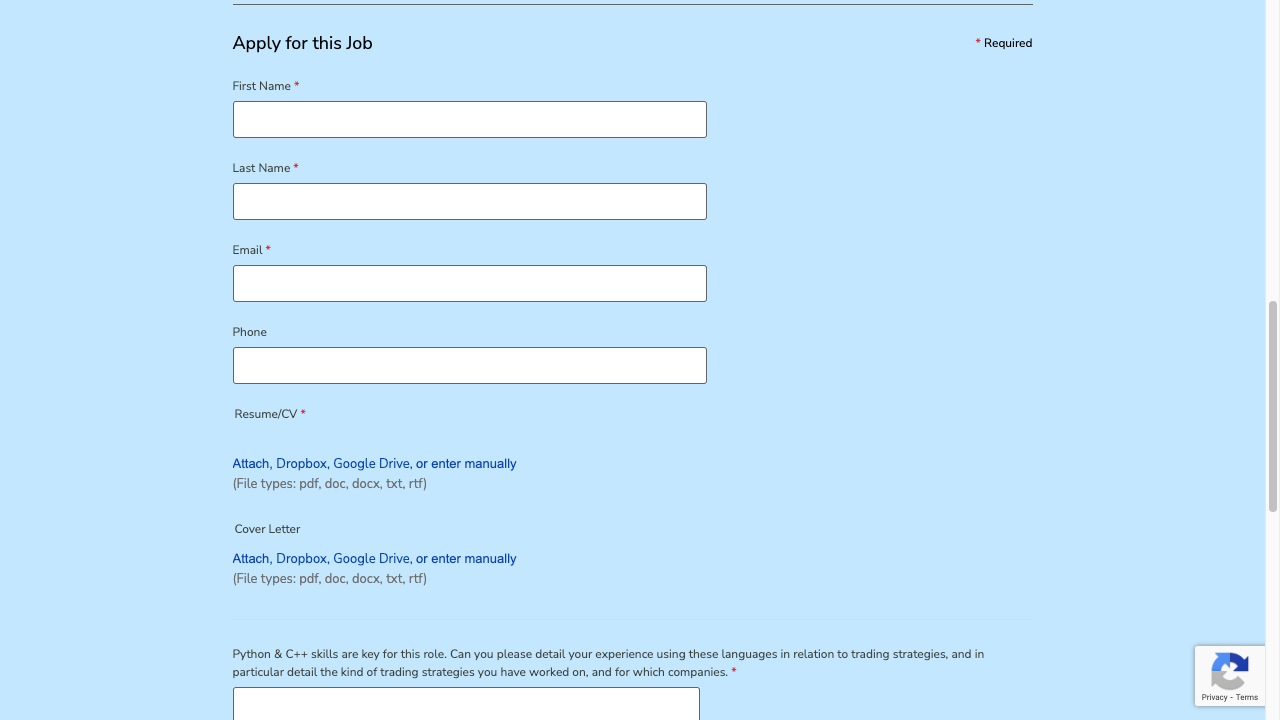 Apply for this Job
* Required
First Name *
Last Name *
Email *
Phone
Resume/CV *
Attach, Dropbox, Google Drive, or enter manually
(File types: pdf, doc, docx, txt, rtf)
Cover Letter
Attach, Dropbox, Google Drive, or enter manually
(File types: pdf, doc, docx, txt, rtf)
Python & C++ skills are key for this role. Can you please detail your experience using these languages in relation to trading strategies, and in
particular detail the kind of trading strategies you have worked on, and for which companies. *
Privacy - Terms